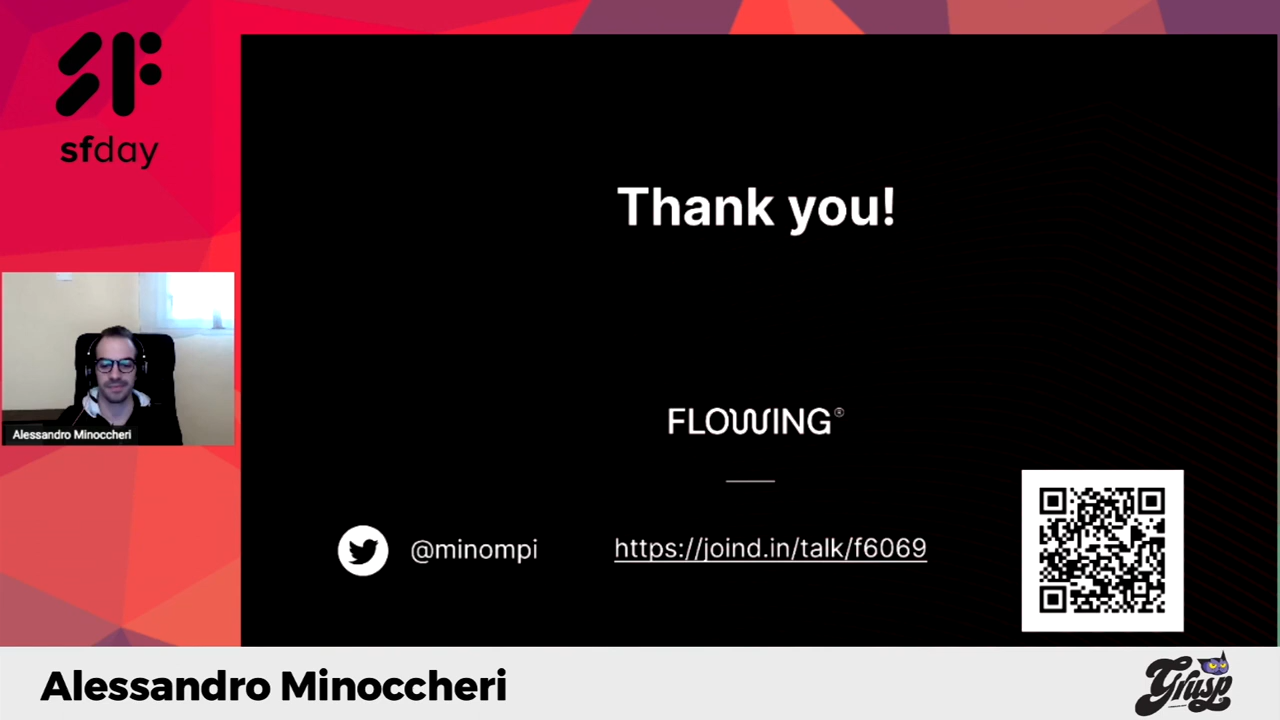 sfday
Thank you!
Alessandro Minoccheri
FLOWING®
@minompi
https://joind.in/talk/f6069
Alessandro Minoccheri
Grusp